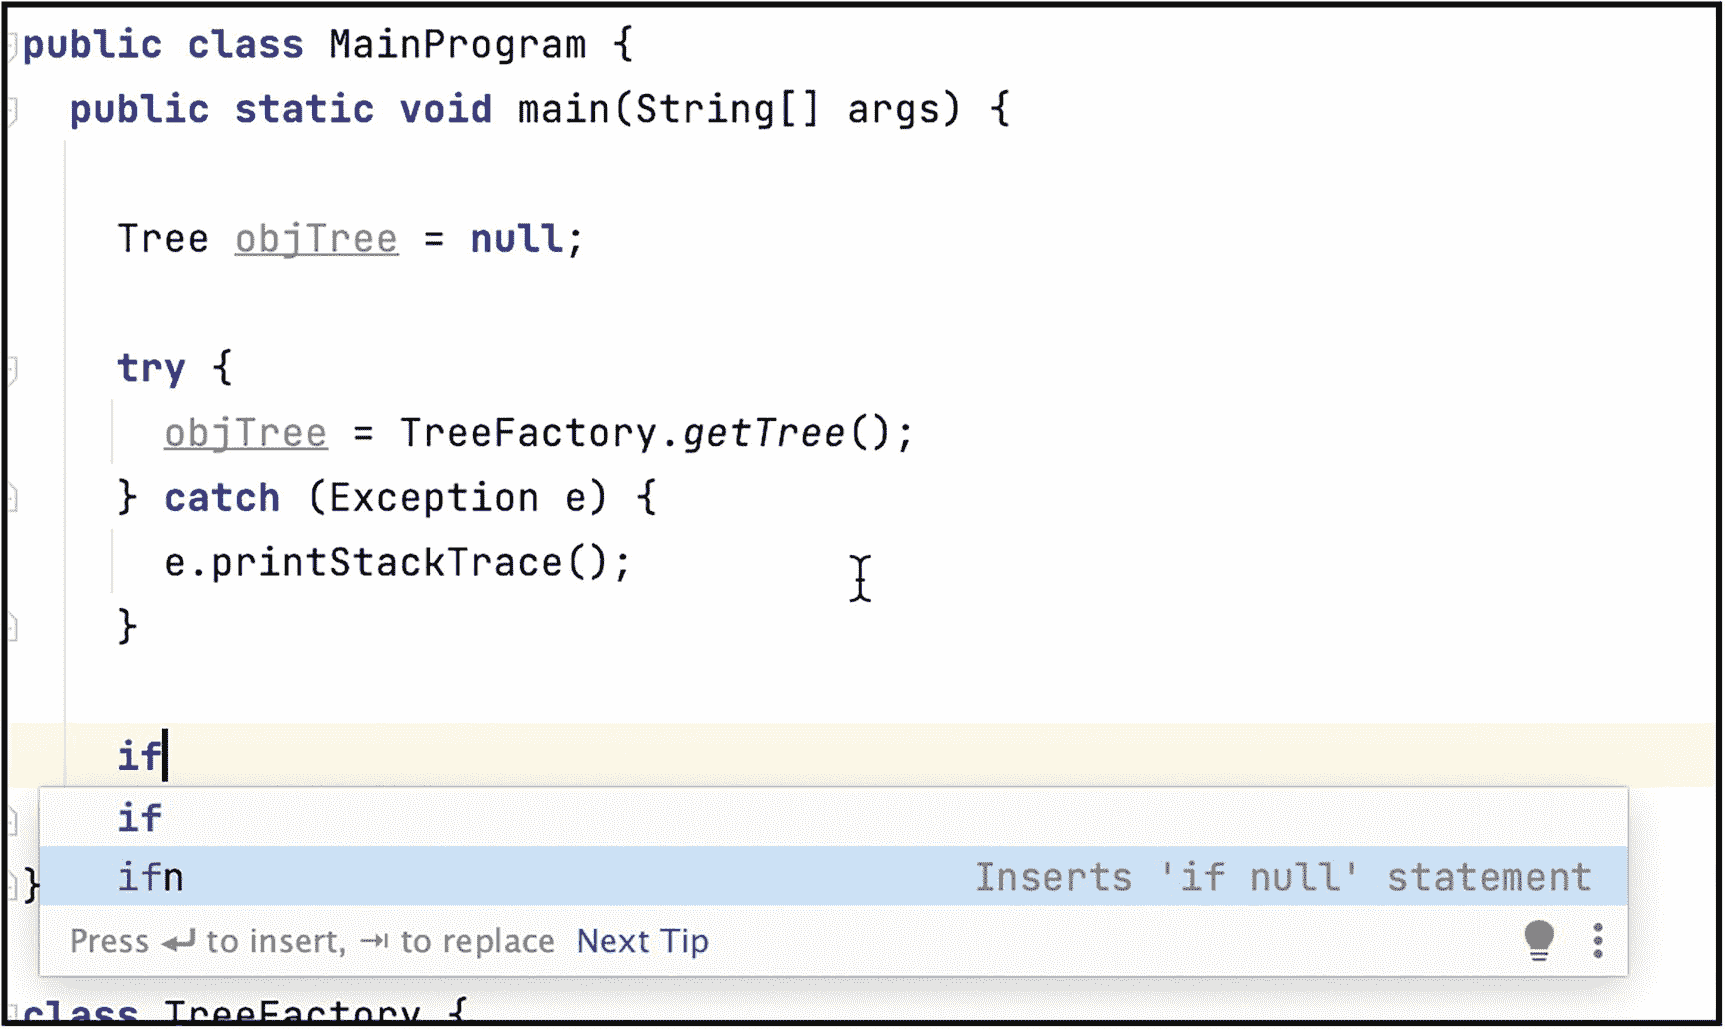 public class MainProgram {
public static void main(String[] args) {
Tree objTree = null;
try {
objTree = TreeFactory.getTree();
} catch (Exception e) {
e.printStackTrace();
}
if
if
ifn Inserts 'if null' statement
}
Press ↵ to insert, ⇥ to replace Next Tip
class TreeFactory {